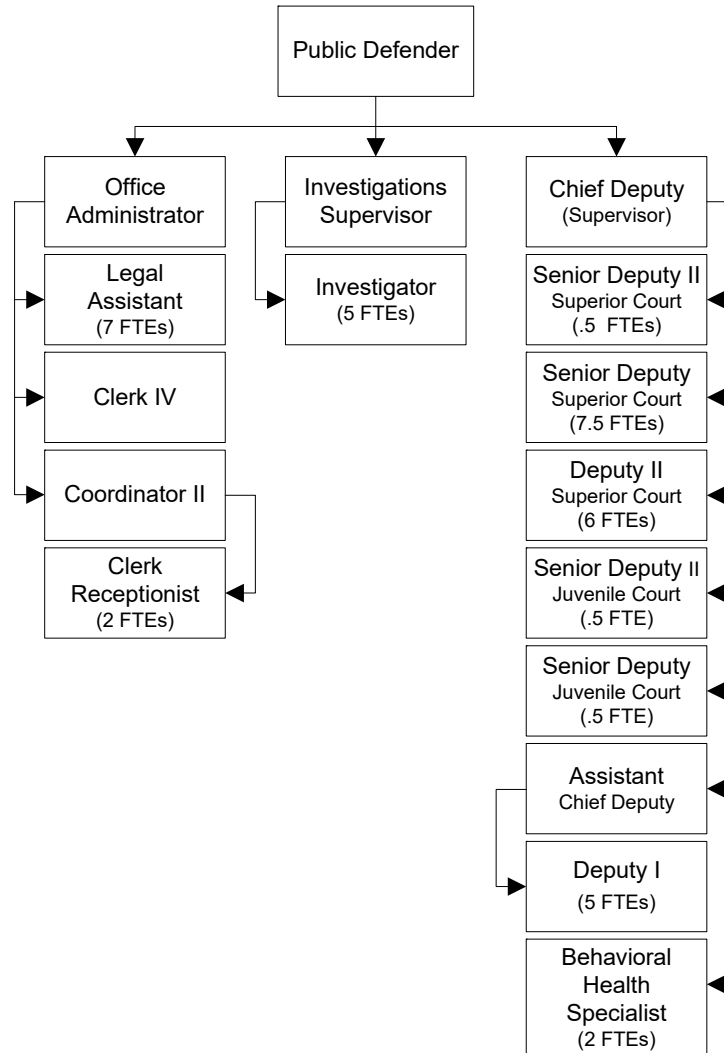 Public Defender
Office
Administrator
Legal
Assistant
(7 FTEs)
Clerk IV
Coordinator II
Clerk
Receptionist
(2 FTEs)
Investigations
Supervisor
Investigator
(5 FTEs)
Chief Deputy
(Supervisor)
Senior Deputy II
Superior Court
(.5 FTEs)
Senior Deputy
Superior Court
(7.5 FTEs)
Deputy II
Superior Court
(6 FTEs)
Senior Deputy II
Juvenile Court
(.5 FTE)
Senior Deputy
Juvenile Court
(.5 FTE)
Assistant
Chief Deputy
Deputy I
(5 FTEs)
Behavioral
Health
Specialist
(2 FTEs)